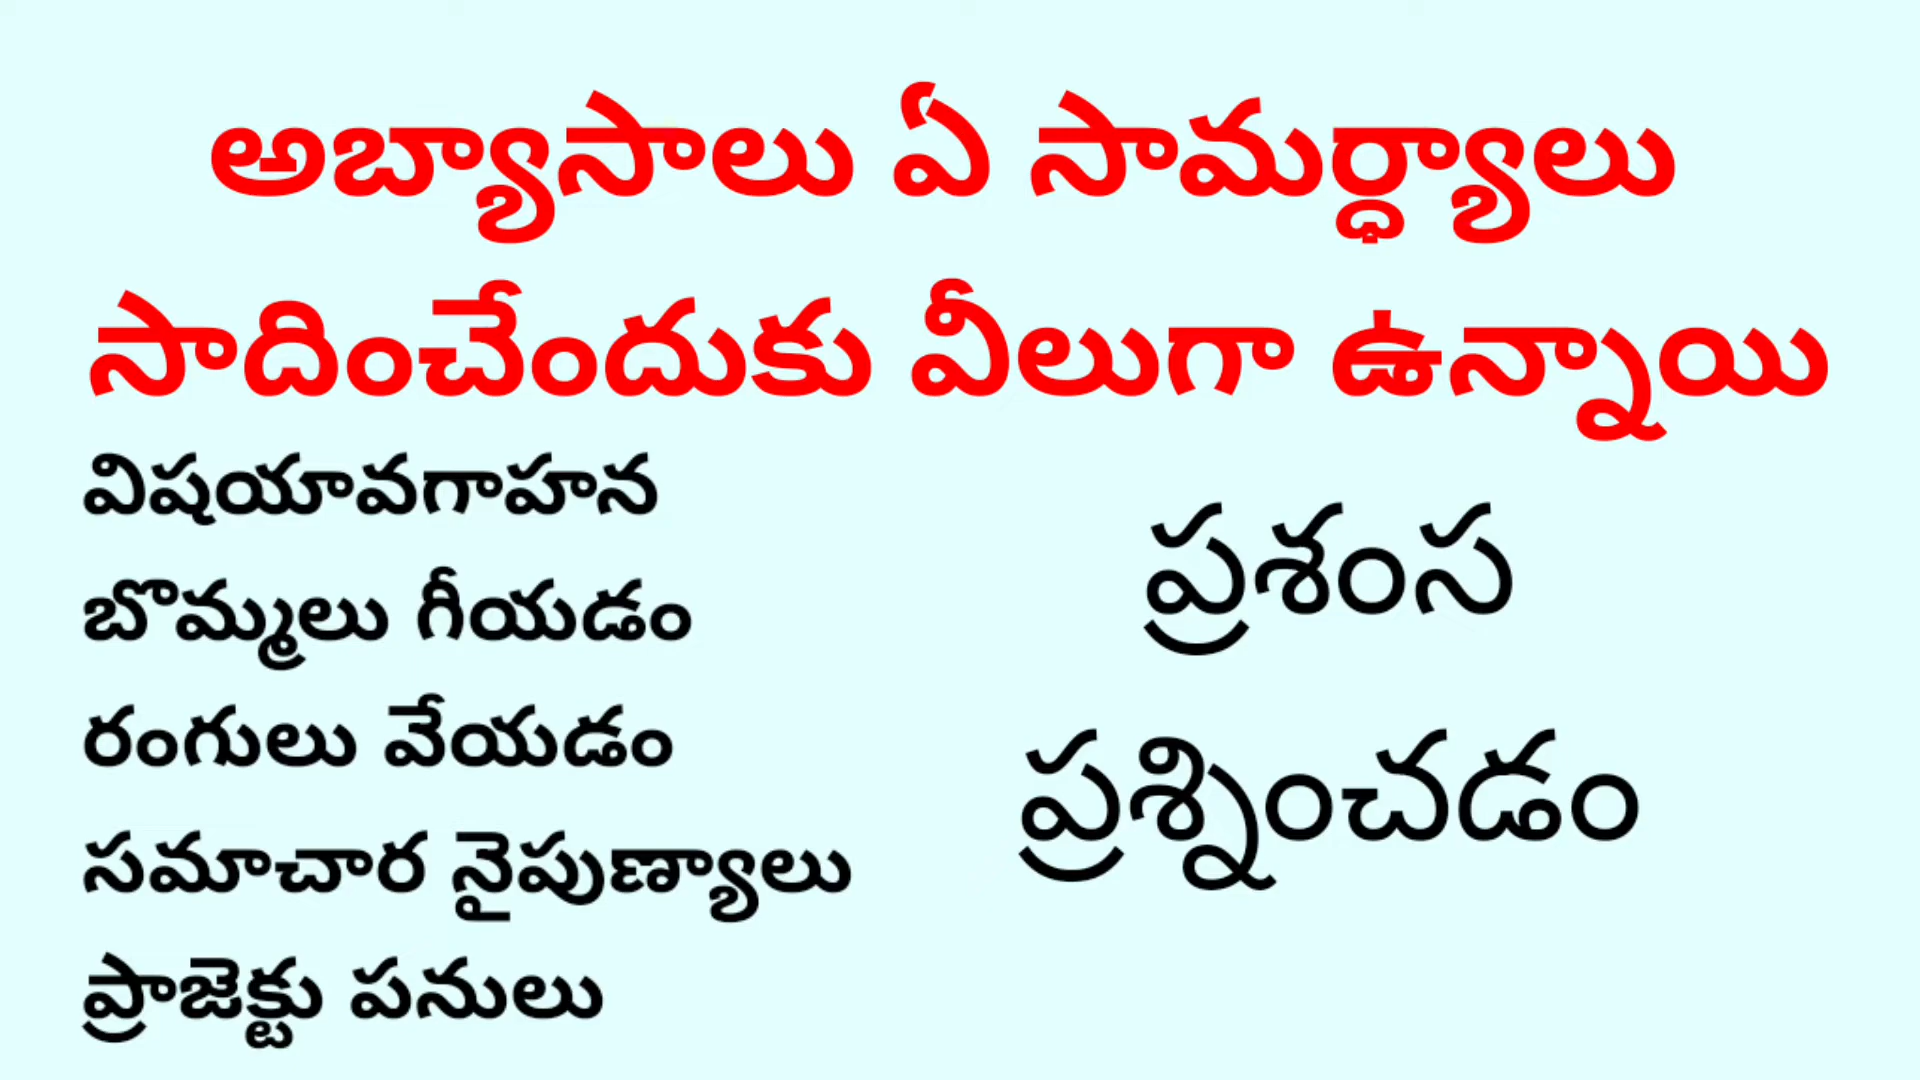 అబ్యాసాలు ఏ సామర్ధ్యాలు
సాదించేందుకు వీలుగా ఉన్నాయి
విషయావగాహన
బొమ్మలు గీయడం
రంగులు వేయడం
సమాచార నైపుణ్యాలు
ప్రాజెక్టు పనులు
ప్రశంస
ప్రశ్నించడం